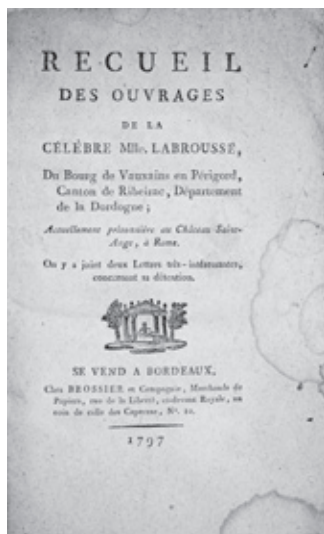 RECUEIL
DES OUVRAGES
DE LA
CÉLÉBRE Mlle. LABROUSSE,
Du Bourg de Vauxains en Périgord,
Canton de Ribeirac, Département
de la Dordogne ;
Actuellement prisonnière au Château Saint-
Ange, à Rome.
On y a joint deux Lettres très-intéressantes,
concernant sa détention.
SE VEND A BORDEAUX,
Chez BROSSIER et Compagnie, Marchands de
Papiers, rue de la Liberté, ci-devant Royale, au
coin de celle des Capérans, Nº.
1797